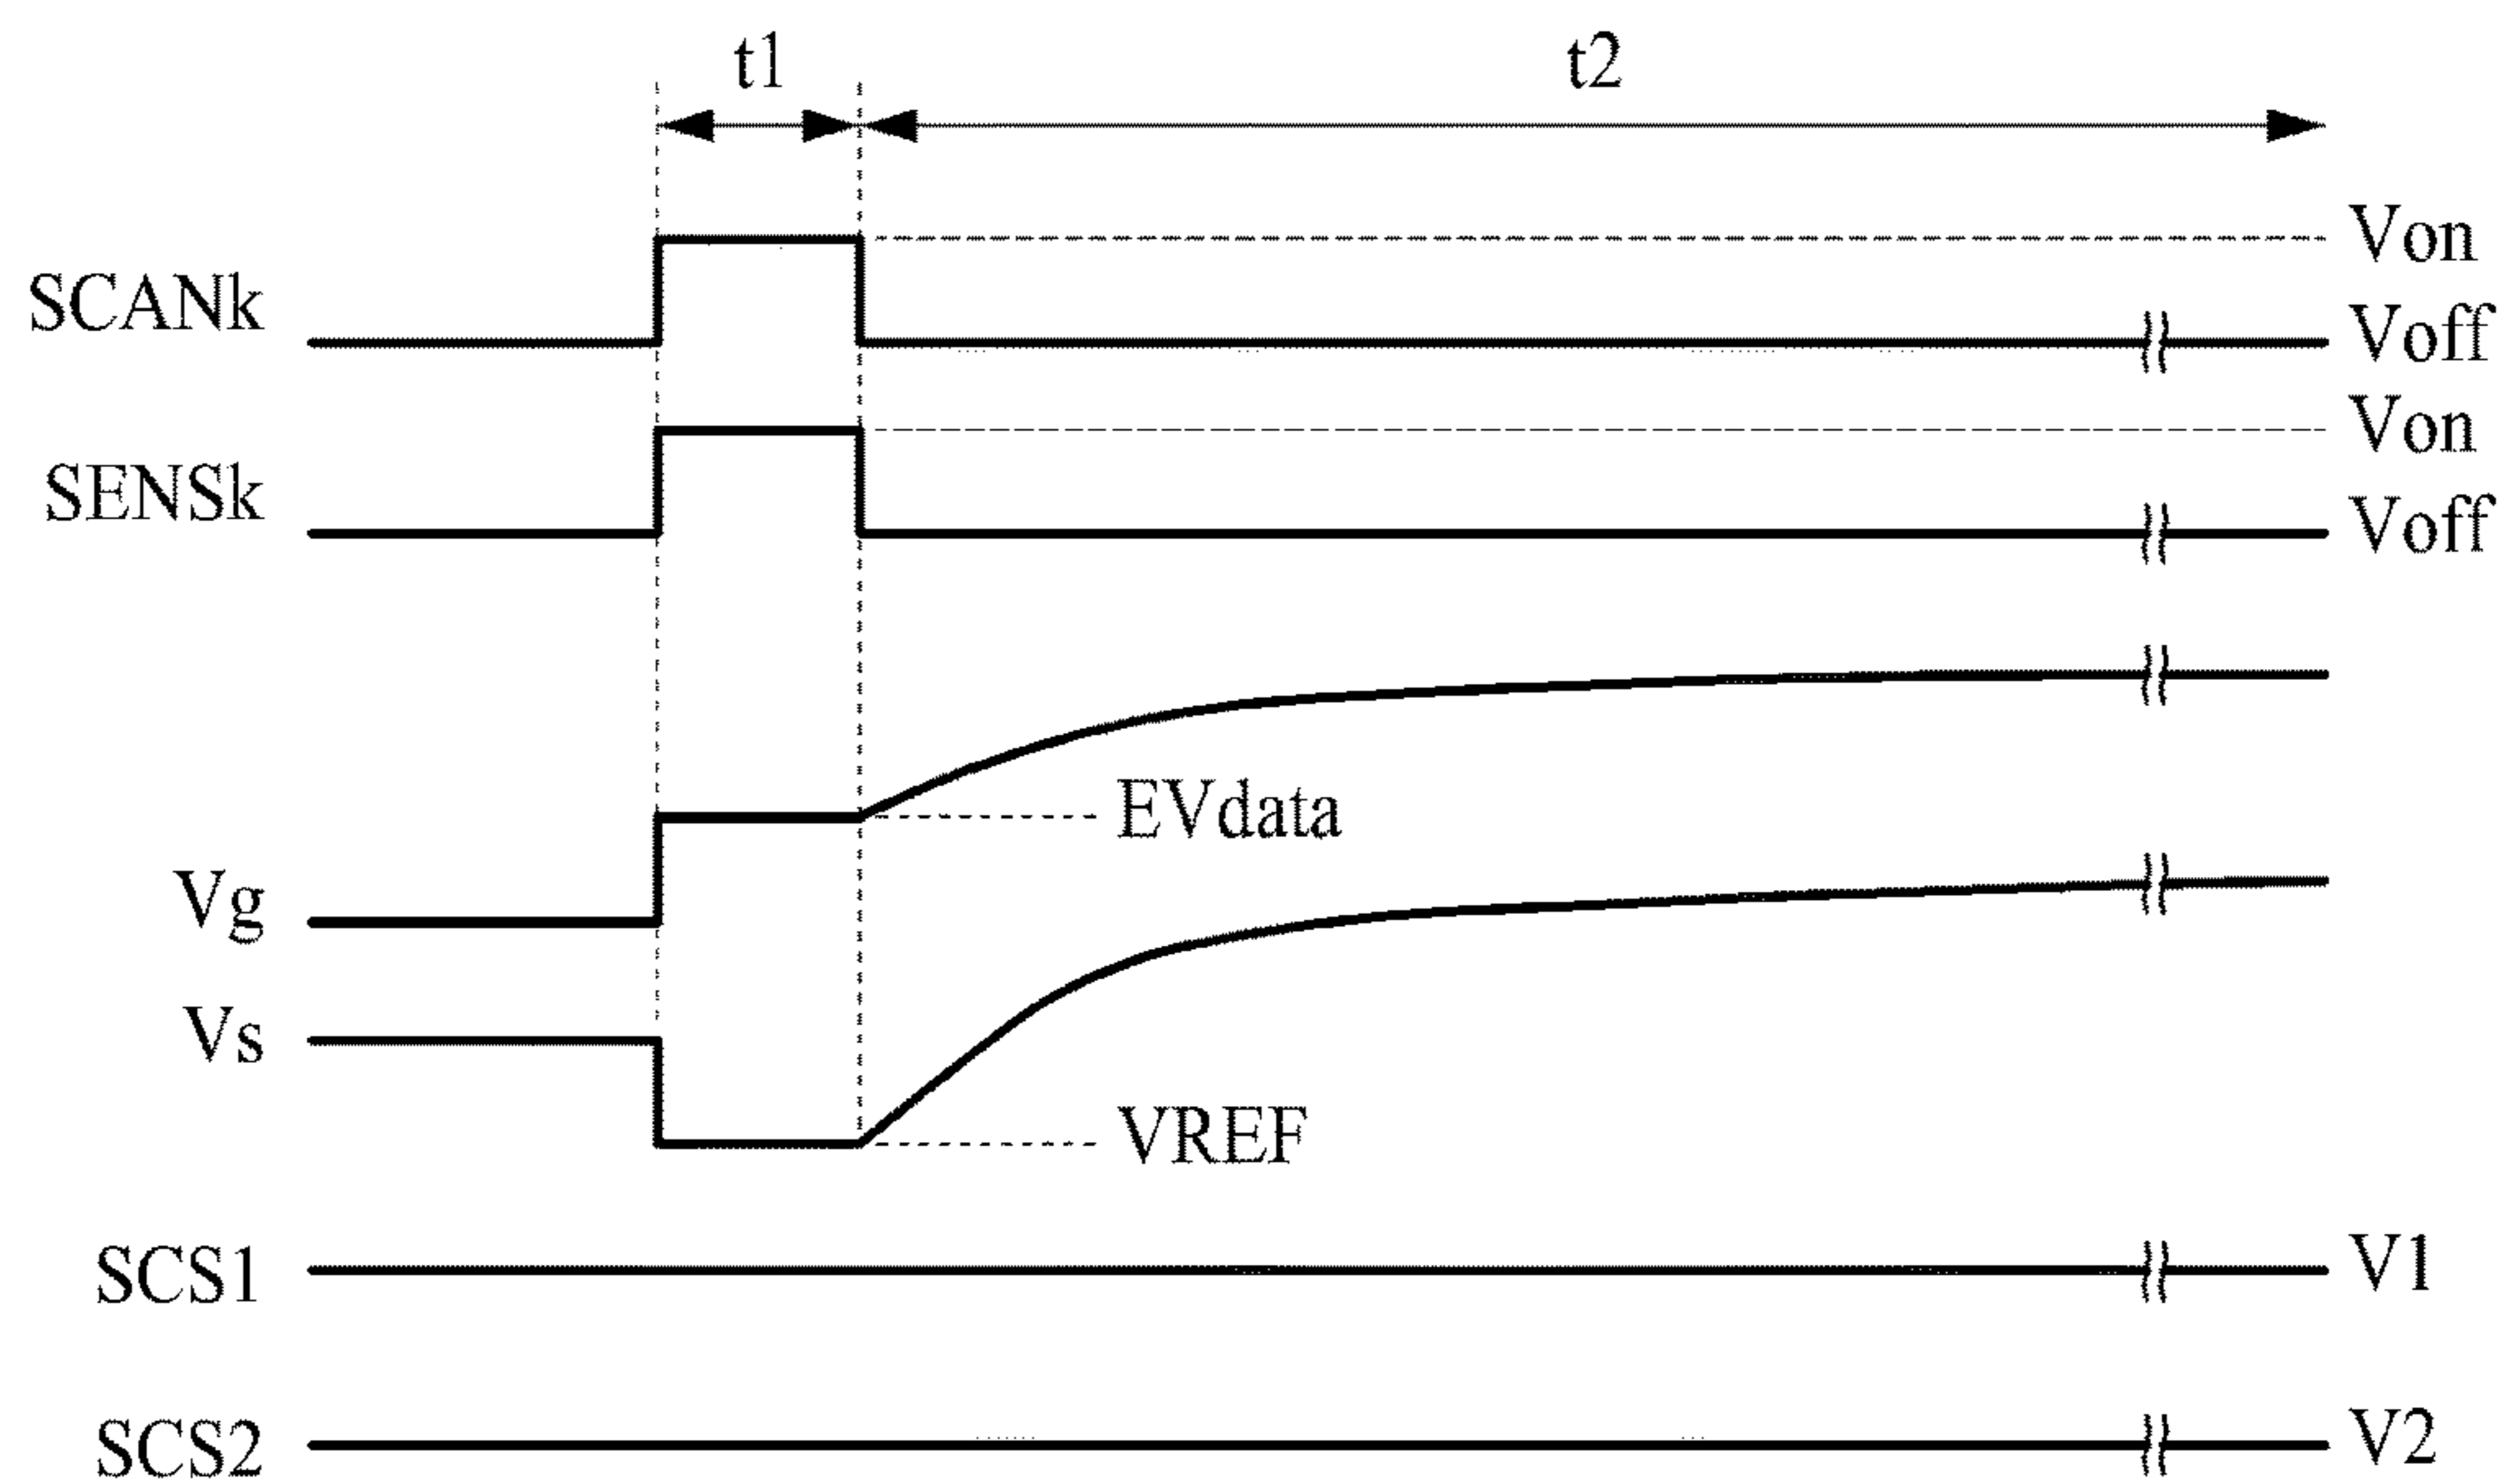 t1 t2
Von
SCANk Voff
Von
SENSk Voff
EVdata
Vg
Vs
VREF
SCS1 V1
SCS2 V2